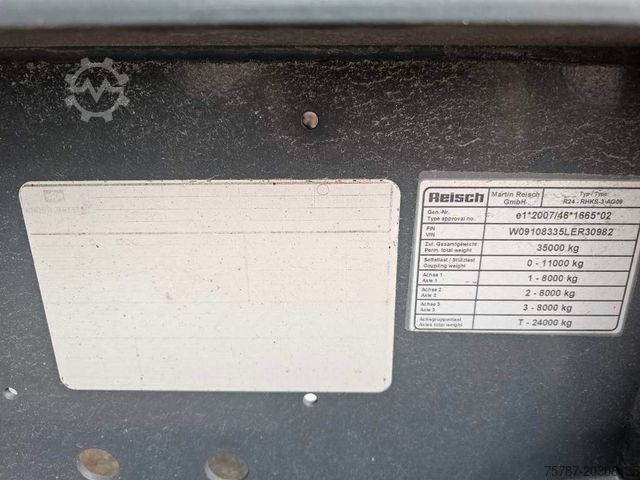 Reisch
Martin Reisch GmbH
Typ / Type:
R24 - RHKS-3-AG09
Gen.-Nr.
Type approval no.
e1*2007/46*1665*02
FIN
VIN
W09108335LER30982
Zul. Gesamtgewicht
Perm. total weight
35000 kg
Sattellast / Stützlast
Coupling weight
0 - 11000 kg
Achse 1
Axle 1
1 - 8000 kg
Achse 2
Axle 2
2 - 8000 kg
Achse 3
Axle 3
3 - 8000 kg
Achsgruppenlast
Axles total weight
T - 24000 kg